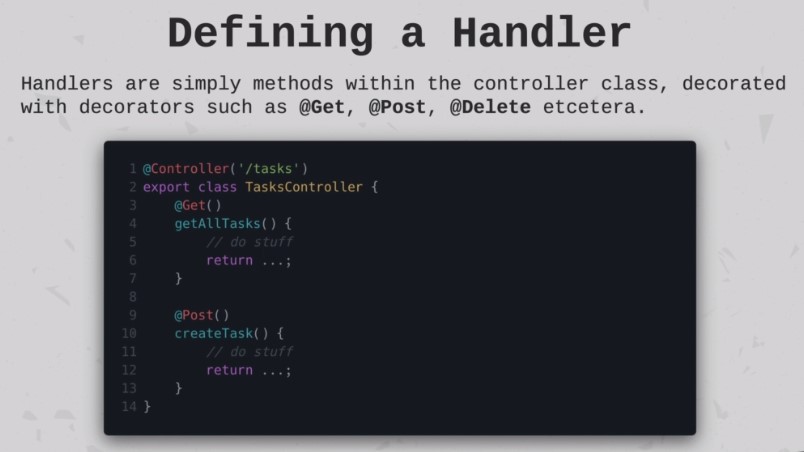 Defining a Handler
Handlers are simply methods within the controller class, decorated
with decorators such as @Get, @Post, @Delete etcetera.
1 @Controller('/tasks')
2 export class TasksController {
3     @Get()
4     getAllTasks() {
5         // do stuff
6         return ...;
7     }
8
9     @Post()
10     createTask() {
11         // do stuff
12         return ...;
13     }
14 }